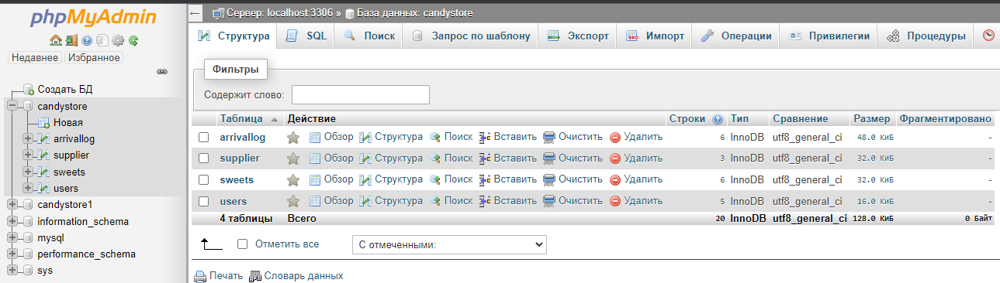 phpMyAdmin
Недавнее Избранное
Создать БД
candystore
Новая
arrivallog
supplier
sweets
users
candystore1
information_schema
mysql
performance_schema
sys
Сервер: localhost:3306 » База данных: candystore
Структура SQL Поиск Запрос по шаблону Экспорт Импорт Операции Привилегии Процедуры
Фильтры
Содержит слово:
Таблица Действие Строки Тип Сравнение Размер Фрагментировано
arrivallog Обзор Структура Поиск Вставить Очистить Удалить 6 InnoDB utf8_general_ci 48.0 КиБ -
supplier Обзор Структура Поиск Вставить Очистить Удалить 3 InnoDB utf8_general_ci 32.0 КиБ -
sweets Обзор Структура Поиск Вставить Очистить Удалить 6 InnoDB utf8_general_ci 32.0 КиБ -
users Обзор Структура Поиск Вставить Очистить Удалить 5 InnoDB utf8_general_ci 16.0 КиБ -
4 таблицы Всего 20 InnoDB utf8_general_ci 128.0 КиБ 0 Байт
Отметить все С отмеченными:
Печать Словарь данных